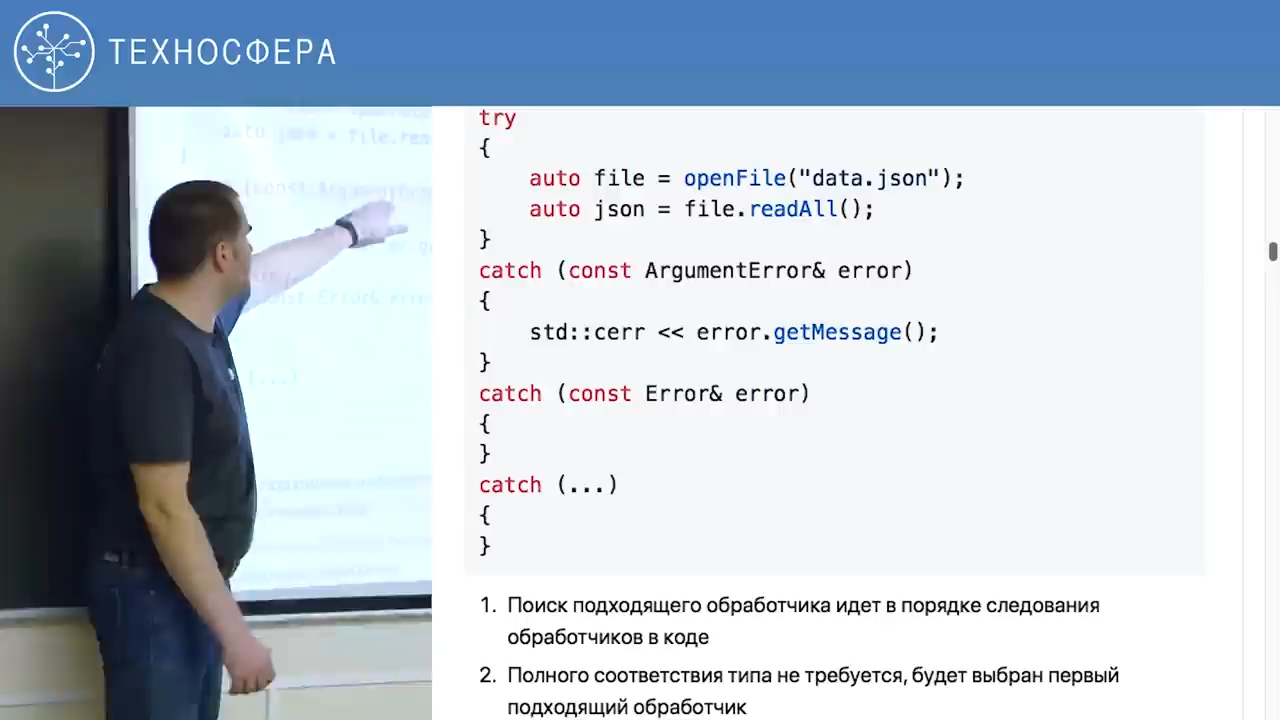 ТЕХНОСФЕРА
try
{
    auto file = openFile("data.json");
    auto json = file.readAll();
}
catch (const ArgumentError& error)
{
    std::cerr << error.getMessage();
}
catch (const Error& error)
{
}
catch (...)
{
}
1. Поиск подходящего обработчика идет в порядке следования
обработчиков в коде
2. Полного соответствия типа не требуется, будет выбран первый
подходящий обработчик